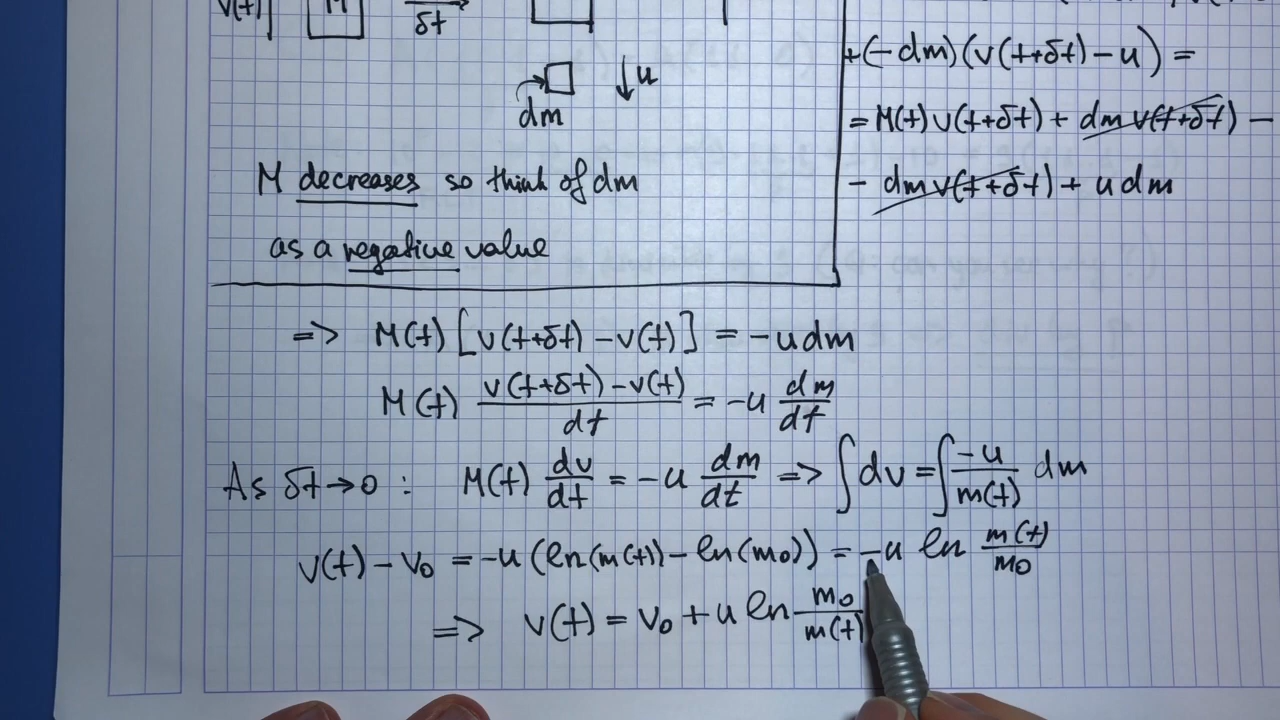 v(t) M δt
u
dm
M decreases so think of dm
as a negative value
+(-dm)(v(t+δt)-u) =
= M(t)v(t+δt) + dm v(t+δt) -
- dm v(t+δt) + u dm
=> M(t) [v(t+δt) - v(t)] = -u dm
M(t) (v(t+δt) - v(t))/dt = -u dm/dt
As δt→0 : M(t) dv/dt = -u dm/dt => ∫dv = ∫ -u/m(t) dm
v(t) - v₀ = -u (ln(m(t)) - ln(m₀)) = -u ln m(t)/m₀
=> v(t) = v₀ + u ln m₀/m(t)